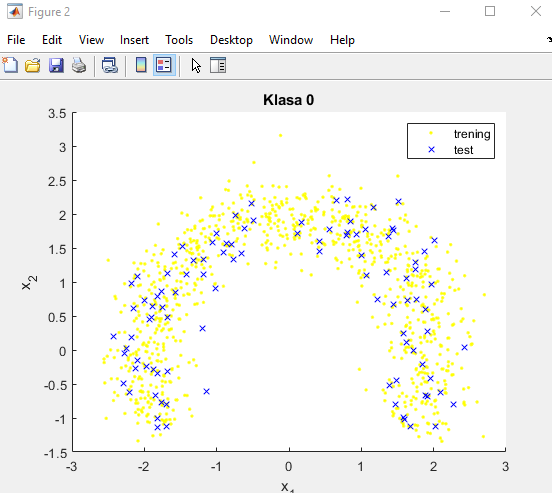 Figure 2
File Edit View Insert Tools Desktop Window Help
Klasa 0
trening
test
3.5
3
2.5
2
1.5
1
0.5
0
-0.5
-1
-1.5
x2
-3 -2 -1 0 1 2 3
x1